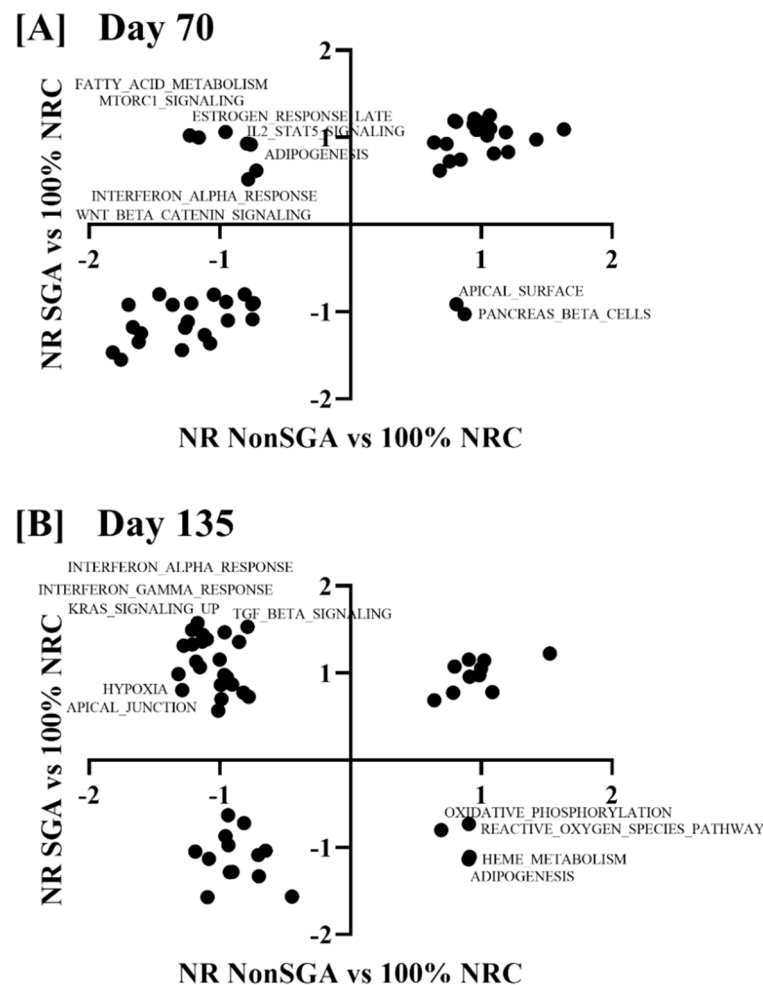 [A] Day 70
NR SGA vs 100% NRC
2
FATTY_ACID_METABOLISM
MTORC1_SIGNALING
ESTROGEN_RESPONSE_LATE
IL2_STAT5_SIGNALING
1
ADIPOGENESIS
INTERFERON_ALPHA_RESPONSE
WNT_BETA_CATENIN_SIGNALING
-2 -1 1 2
APICAL_SURFACE
-1
PANCREAS_BETA_CELLS
-2
NR NonSGA vs 100% NRC
[B] Day 135
NR SGA vs 100% NRC
INTERFERON_ALPHA_RESPONSE
2
INTERFERON_GAMMA_RESPONSE
KRAS_SIGNALING_UP
TGF_BETA_SIGNALING
1
HYPOXIA
APICAL_JUNCTION
-2 -1 1 2
OXIDATIVE_PHOSPHORYLATION
REACTIVE_OXYGEN_SPECIES_PATHWAY
-1
HEME_METABOLISM
ADIPOGENESIS
-2
NR NonSGA vs 100% NRC